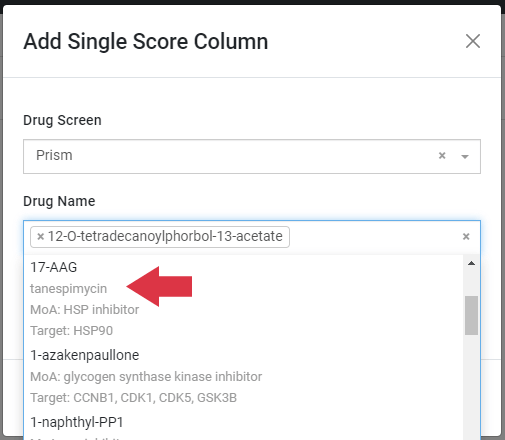 Add Single Score Column
Drug Screen
Prism
Drug Name
× 12-O-tetradecanoylphorbol-13-acetate
17-AAG
tanespimycin
MoA: HSP inhibitor
Target: HSP90
1-azakenpaullone
MoA: glycogen synthase kinase inhibitor
Target: CCNB1, CDK1, CDK5, GSK3B
1-naphthyl-PP1